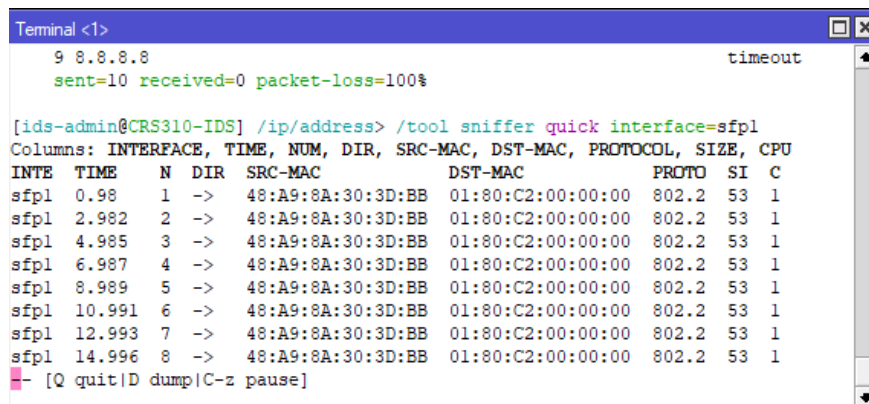 Terminal <1>
9 8.8.8.8 timeout
sent=10 received=0 packet-loss=100%
[ids-admin@CRS310-IDS] /ip/address> /tool sniffer quick interface=sfp1
Columns: INTERFACE, TIME, NUM, DIR, SRC-MAC, DST-MAC, PROTOCOL, SIZE, CPU
INTE TIME N DIR SRC-MAC DST-MAC PROTO SI C
sfp1 0.98 1 -> 48:A9:8A:30:3D:BB 01:80:C2:00:00:00 802.2 53 1
sfp1 2.982 2 -> 48:A9:8A:30:3D:BB 01:80:C2:00:00:00 802.2 53 1
sfp1 4.985 3 -> 48:A9:8A:30:3D:BB 01:80:C2:00:00:00 802.2 53 1
sfp1 6.987 4 -> 48:A9:8A:30:3D:BB 01:80:C2:00:00:00 802.2 53 1
sfp1 8.989 5 -> 48:A9:8A:30:3D:BB 01:80:C2:00:00:00 802.2 53 1
sfp1 10.991 6 -> 48:A9:8A:30:3D:BB 01:80:C2:00:00:00 802.2 53 1
sfp1 12.993 7 -> 48:A9:8A:30:3D:BB 01:80:C2:00:00:00 802.2 53 1
sfp1 14.996 8 -> 48:A9:8A:30:3D:BB 01:80:C2:00:00:00 802.2 53 1
-- [Q quit|D dump|C-z pause]